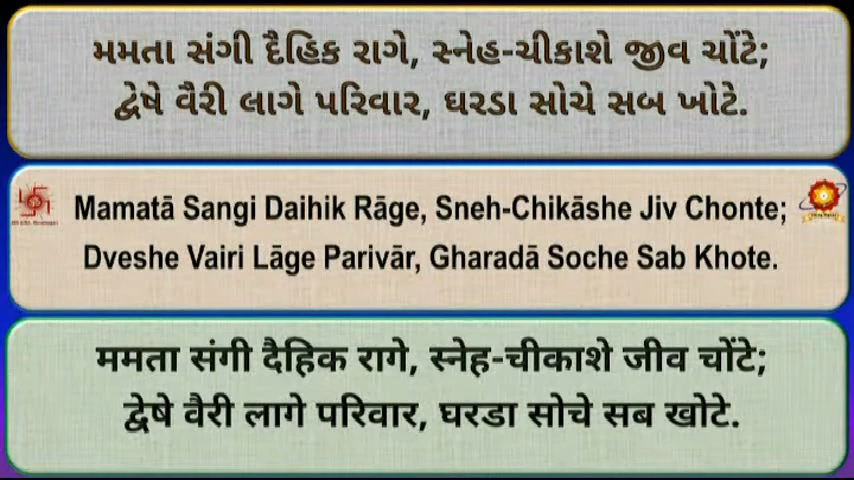 મમતા સંગી દૈહિક રાગે, સ્નેહ-ચીકાશે જીવ ચોંટે;
દ્વેષે વૈરી લાગે પરિવાર, ઘરડા સોચે સબ ખોટે.
Mamatā Sangi Daihik Rāge, Sneh-Chikāshe Jiv Chonte;
Dveshe Vairi Lāge Parivār, Gharadā Soche Sab Khote.
ममता संगी दैहिक रागे, स्नेह-चीकाशे जीव चोंटे;
द्वेषे वैरी लागे परिवार, घरडा सोचे सब खोटे.